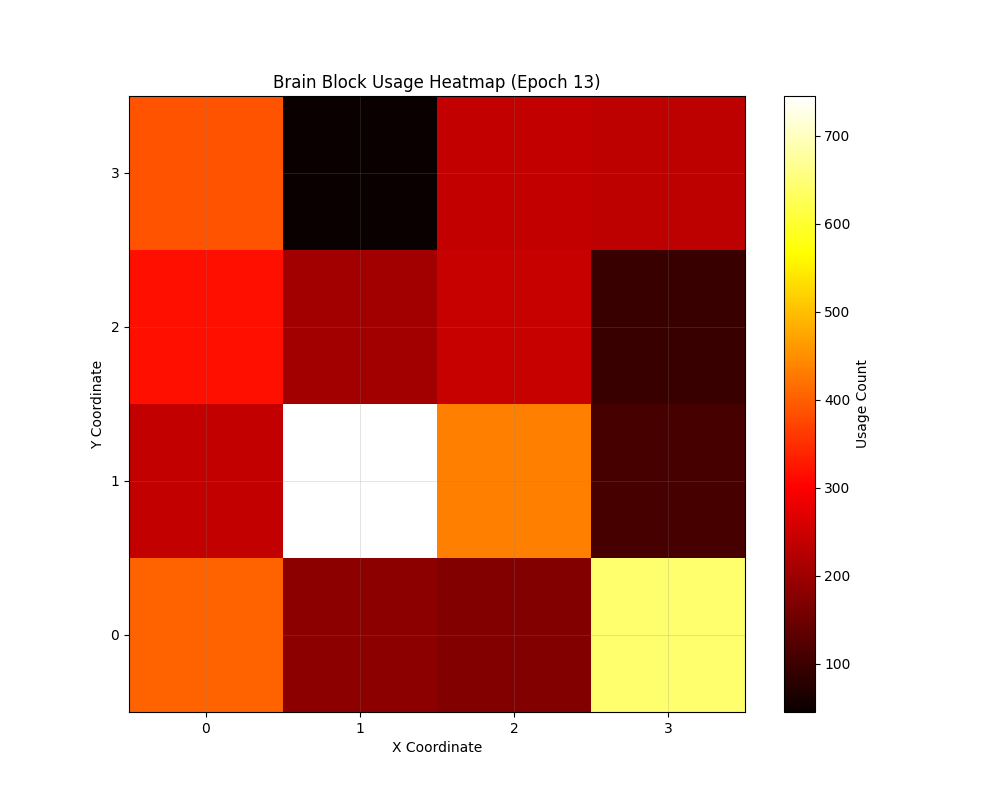 Brain Block Usage Heatmap (Epoch 13)
3
2
1
0
Y Coordinate
0 1 2 3
X Coordinate
700
600
500
400
300
200
100
Usage Count